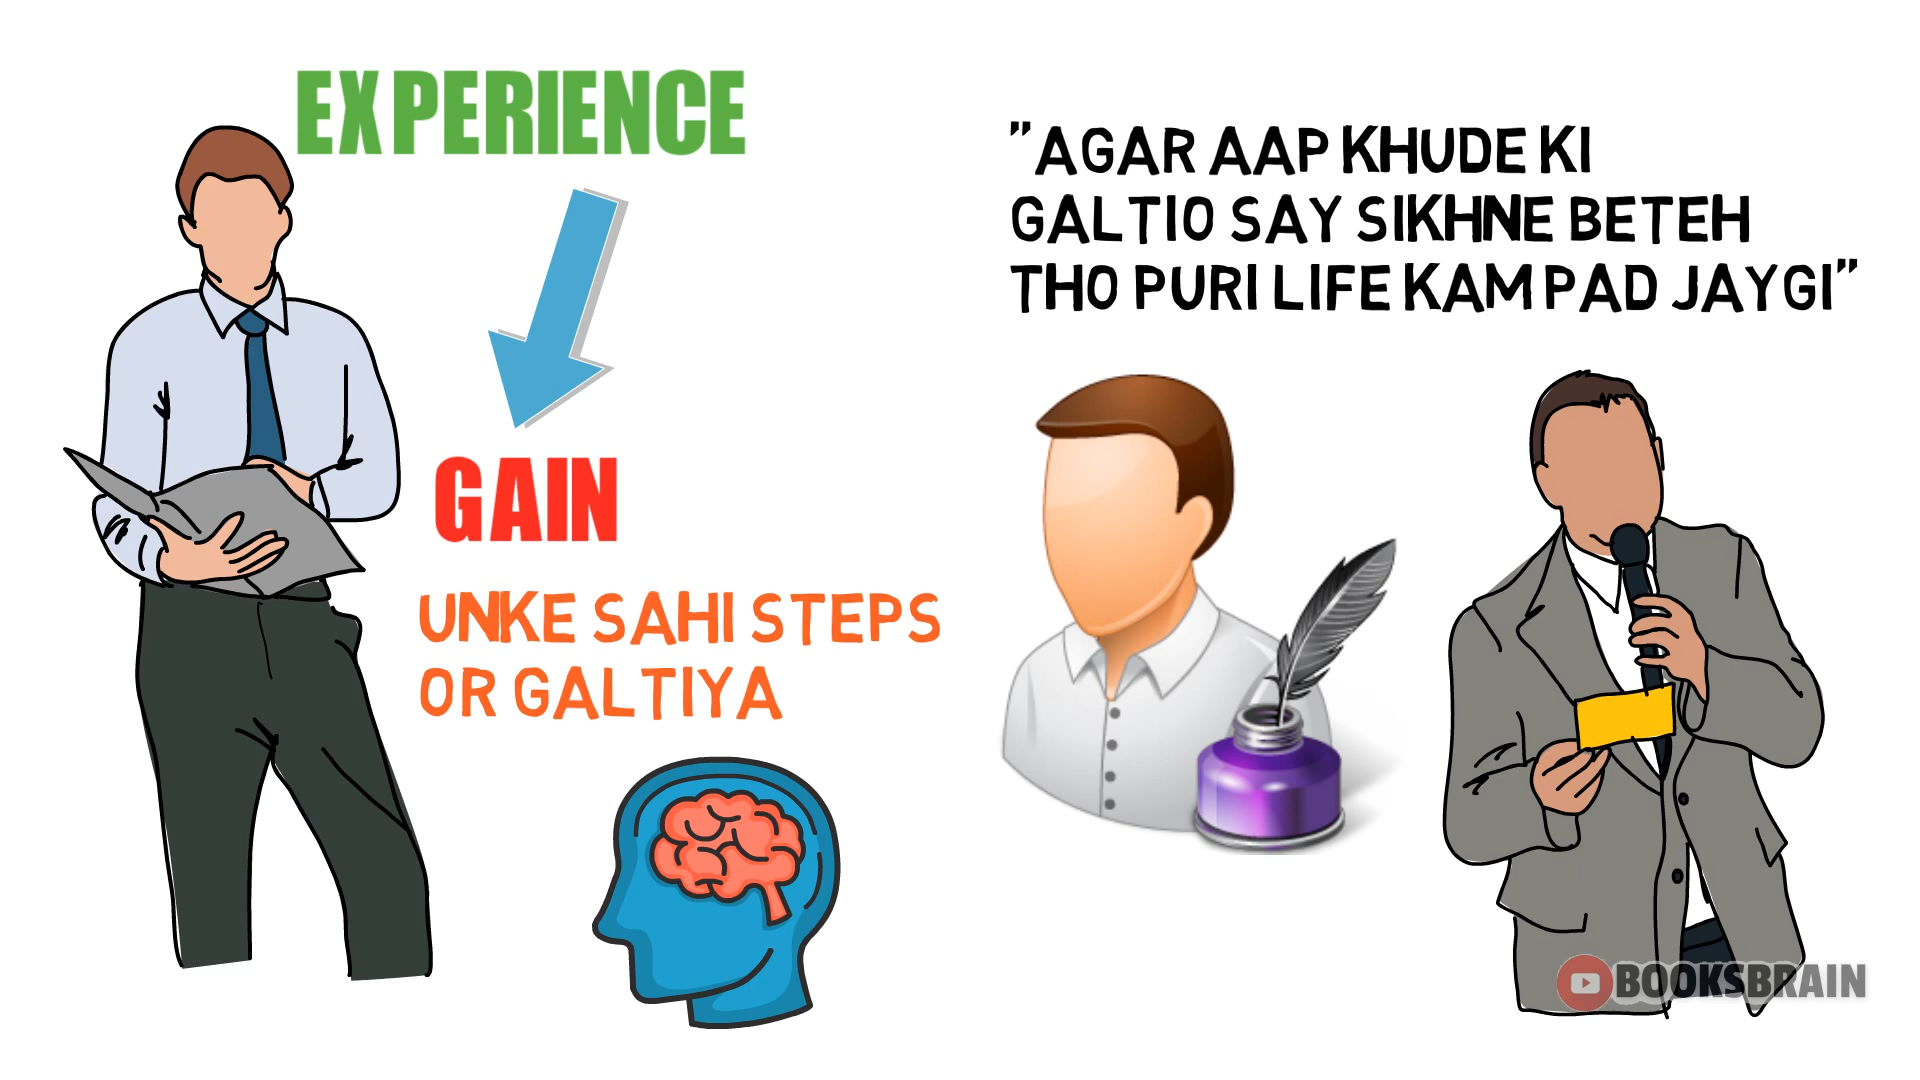 EXPERIENCE
GAIN
UNKE SAHI STEPS
OR GALTIYA
"AGAR AAP KHUDE KI
GALTIO SAY SIKHNE BETEH
THO PURI LIFE KAM PAD JAYGI"
BOOKSBRAIN